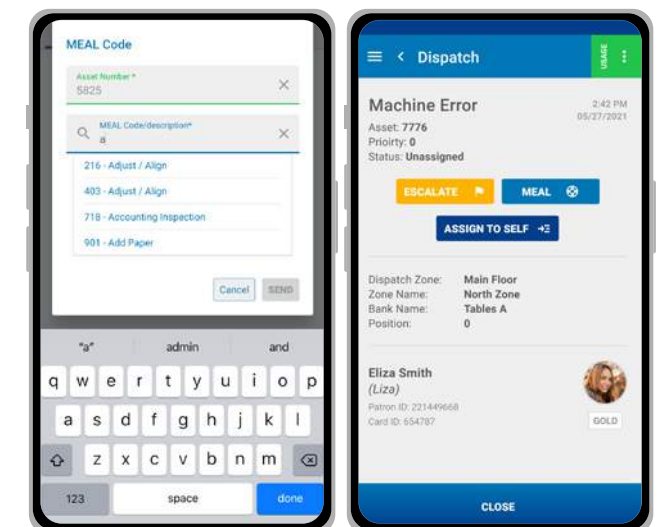 MEAL Code
Asset Number *
5825
MEAL Code/description*
a
216 - Adjust / Align
403 - Adjust / Align
718 - Accounting Inspection
901 - Add Paper
Cancel SEND
"a" admin and
q w e r t y u i o p
a s d f g h j k l
z x c v b n m
123 space done
Dispatch
USAGE
Machine Error
2:42 PM
05/27/2021
Asset: 7776
Prioirty: 0
Status: Unassigned
ESCALATE MEAL
ASSIGN TO SELF
Dispatch Zone: Main Floor
Zone Name: North Zone
Bank Name: Tables A
Position: 0
Eliza Smith
(Liza)
Patron ID: 221449668
Card ID: 654787
GOLD
CLOSE